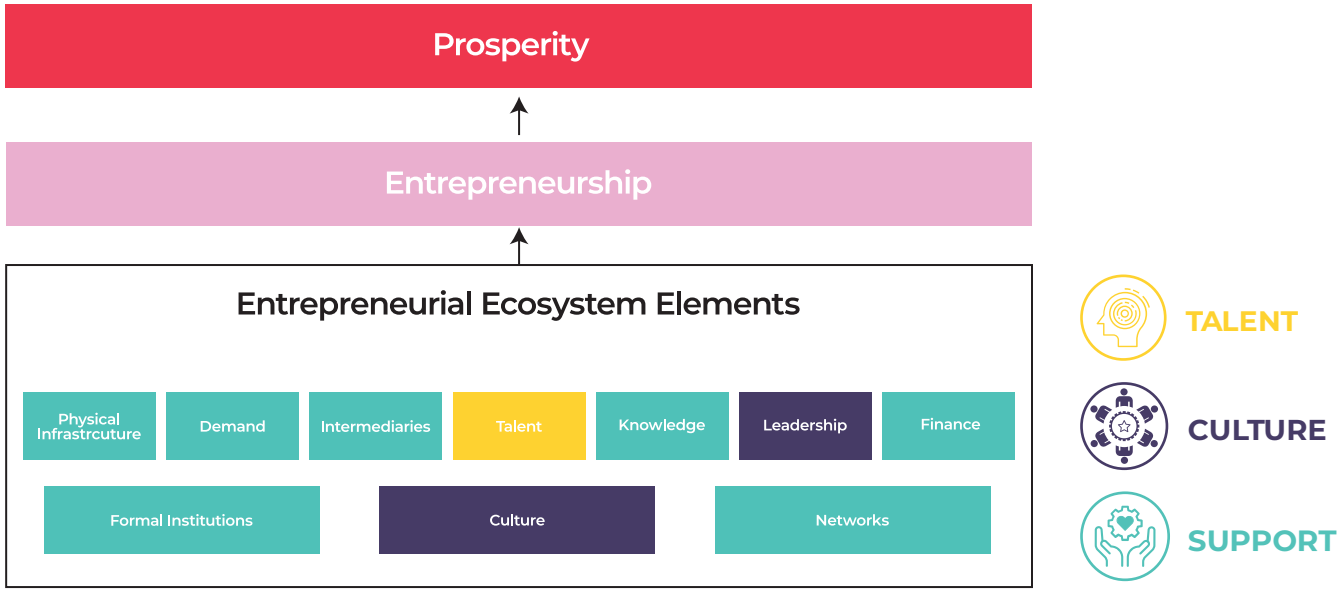 Prosperity
Entrepreneurship
Entrepreneurial Ecosystem Elements
Physical
Infrastrcuture
Demand
Intermediaries
Talent
Knowledge
Leadership
Finance
Formal Institutions
Culture
Networks
TALENT
CULTURE
SUPPORT